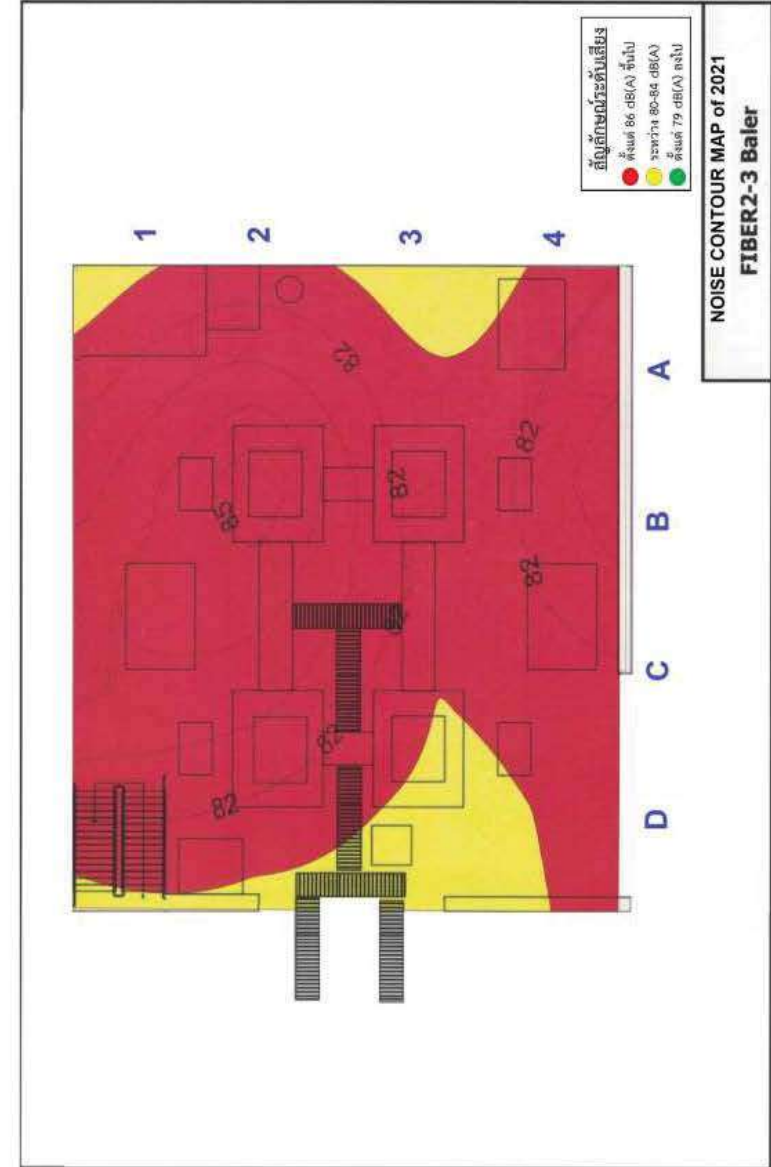 สัญลักษณ์ระดับเสียง
ตั้งแต่ 86 dB(A) ขึ้นไป
ระหว่าง 80-84 dB(A)
ตั้งแต่ 79 dB(A) ลงไป
NOISE CONTOUR MAP of 2021
FIBER2-3 Baler
1
2
3
4
A
B
C
D
82
82
82
82
82
82
82